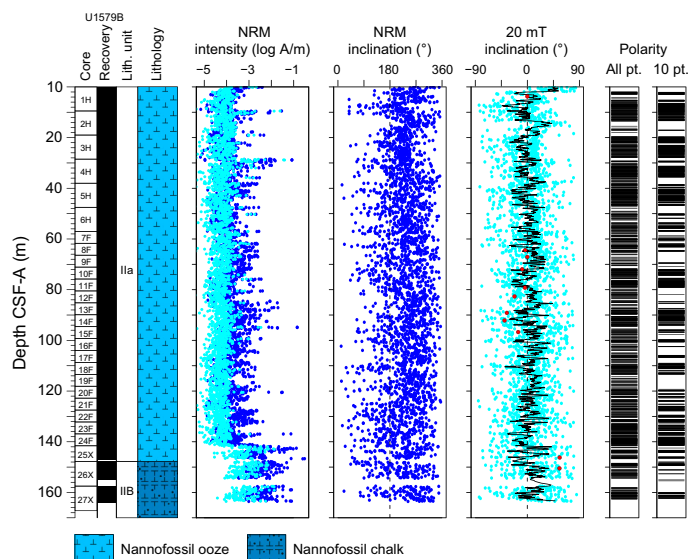 U1579B
Core
Recovery
Lith. unit
Lithology
NRM
intensity (log A/m)
−5 −3 −1
NRM
inclination (°)
0 180 360
20 mT
inclination (°)
−90 0 90
Polarity
All pt. 10 pt.
Depth CSF-A (m)
10
20
40
60
80
100
120
140
160
1H
2H
3H
4H
5H
6H
7F
8F
9F
10F
11F
12F
13F
14F
15F
16F
17F
18F
19F
20F
21F
22F
23F
24F
25X
26X
27X
IIa
IIB
Nannofossil ooze
Nannofossil chalk